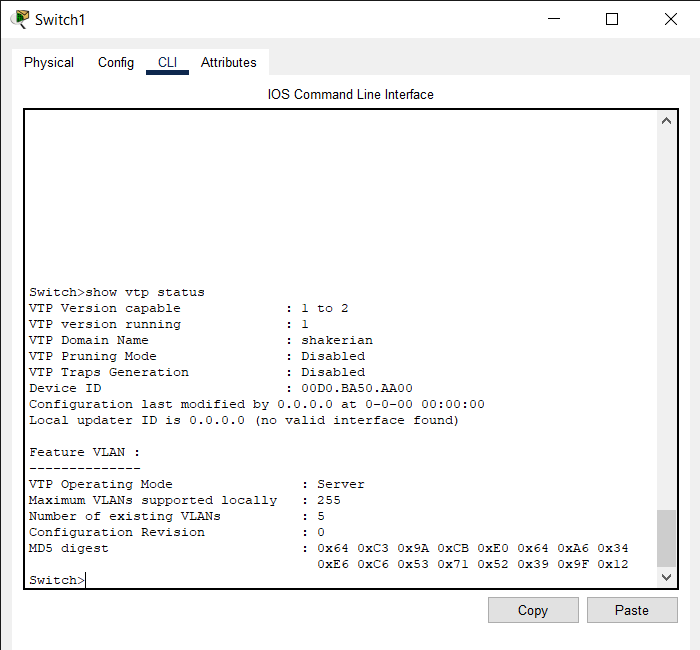 Switch1
Physical Config CLI Attributes
IOS Command Line Interface
Switch>show vtp status
VTP Version capable : 1 to 2
VTP version running : 1
VTP Domain Name : shakerian
VTP Pruning Mode : Disabled
VTP Traps Generation : Disabled
Device ID : 00D0.BA50.AA00
Configuration last modified by 0.0.0.0 at 0-0-00 00:00:00
Local updater ID is 0.0.0.0 (no valid interface found)
Feature VLAN :
--------------
VTP Operating Mode : Server
Maximum VLANs supported locally : 255
Number of existing VLANs : 5
Configuration Revision : 0
MD5 digest : 0x64 0xC3 0x9A 0xCB 0xE0 0x64 0xA6 0x34
0xE6 0xC6 0x53 0x71 0x52 0x39 0x9F 0x12
Switch>
Copy Paste